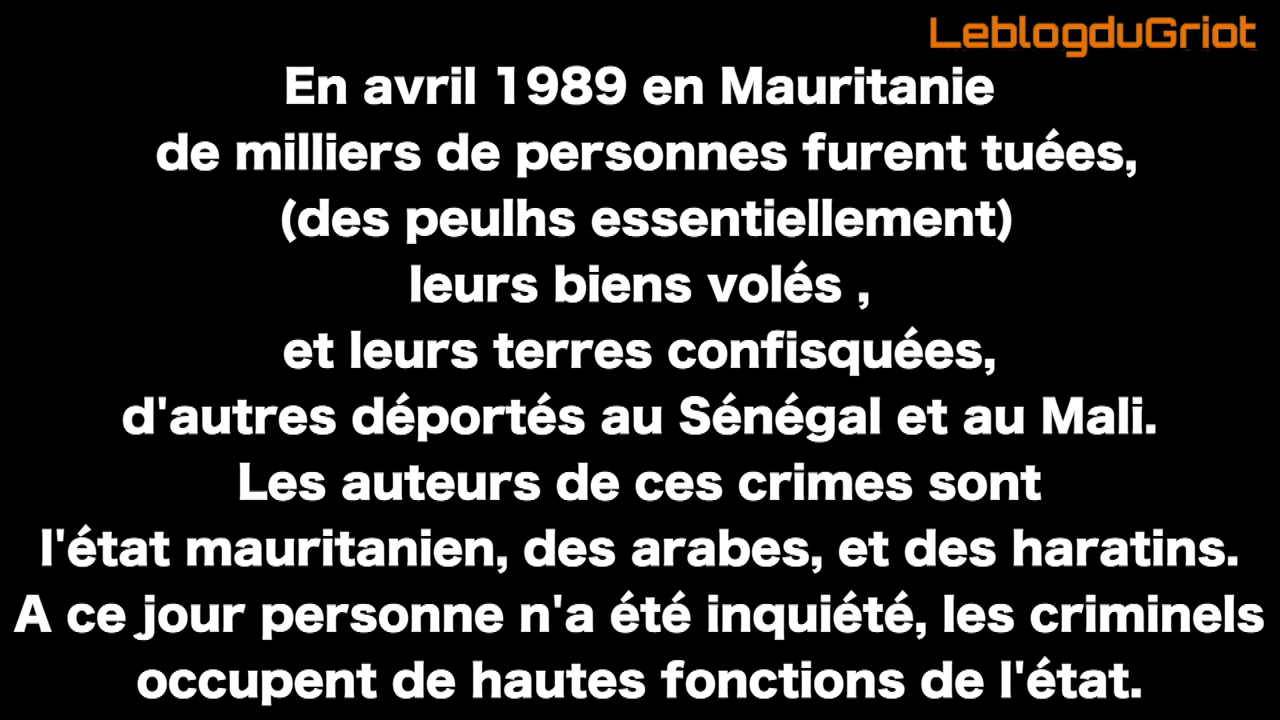 LeblogduGriot
En avril 1989 en Mauritanie
de milliers de personnes furent tuées,
(des peulhs essentiellement)
leurs biens volés ,
et leurs terres confisquées,
d'autres déportés au Sénégal et au Mali.
Les auteurs de ces crimes sont
l'état mauritanien, des arabes, et des haratins.
A ce jour personne n'a été inquiété, les criminels
occupent de hautes fonctions de l'état.